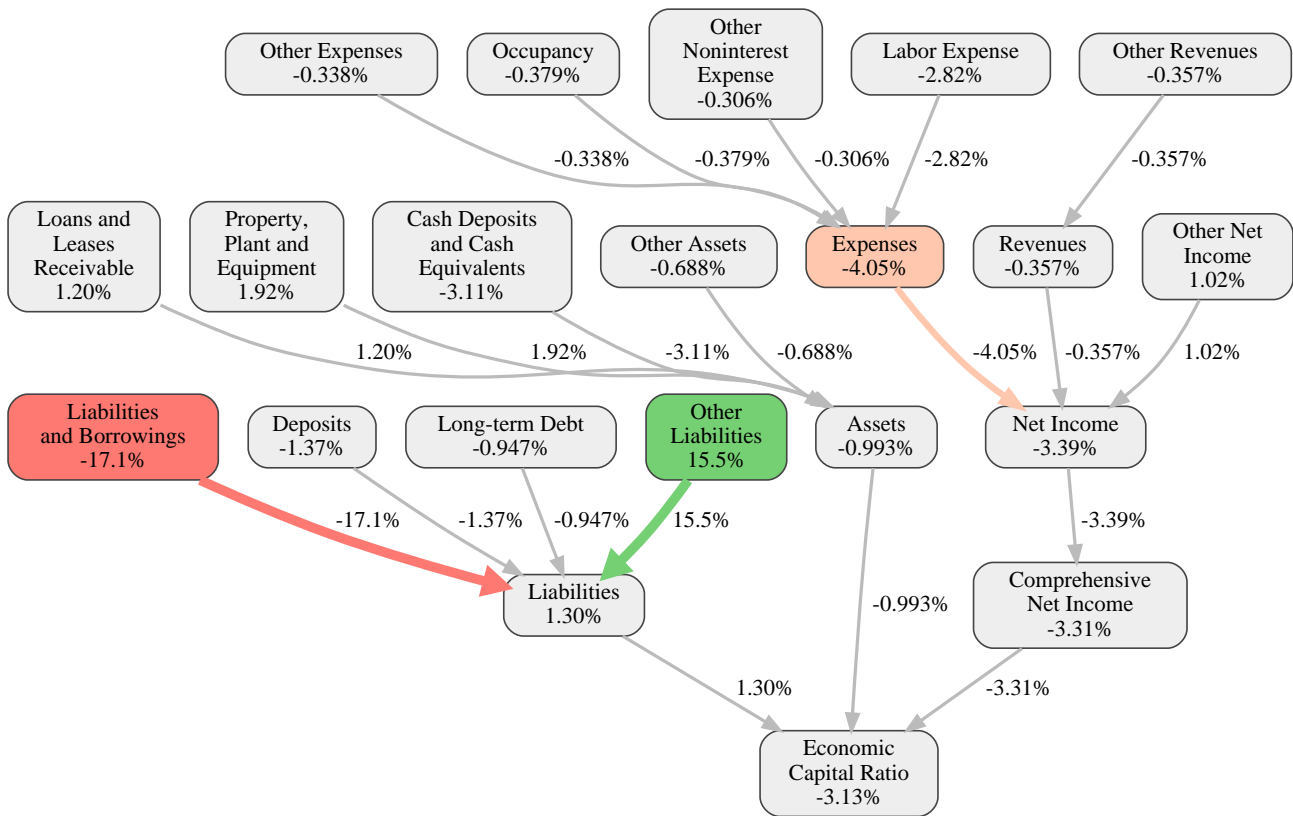 Other Expenses
-0.338%
Occupancy
-0.379%
Other
Noninterest
Expense
-0.306%
Labor Expense
-2.82%
Other Revenues
-0.357%
-0.338%
-0.379%
-0.306%
-2.82%
-0.357%
Loans and
Leases
Receivable
1.20%
Property,
Plant and
Equipment
1.92%
Cash Deposits
and Cash
Equivalents
-3.11%
Other Assets
-0.688%
Expenses
-4.05%
Revenues
-0.357%
Other Net
Income
1.02%
1.20%
1.92%
-3.11%
-0.688%
-4.05%
-0.357%
1.02%
Liabilities
and Borrowings
-17.1%
Deposits
-1.37%
Long-term Debt
-0.947%
Other
Liabilities
15.5%
Assets
-0.993%
Net Income
-3.39%
-17.1%
-1.37%
-0.947%
15.5%
-3.39%
Liabilities
1.30%
-0.993%
Comprehensive
Net Income
-3.31%
1.30%
-3.31%
Economic
Capital Ratio
-3.13%